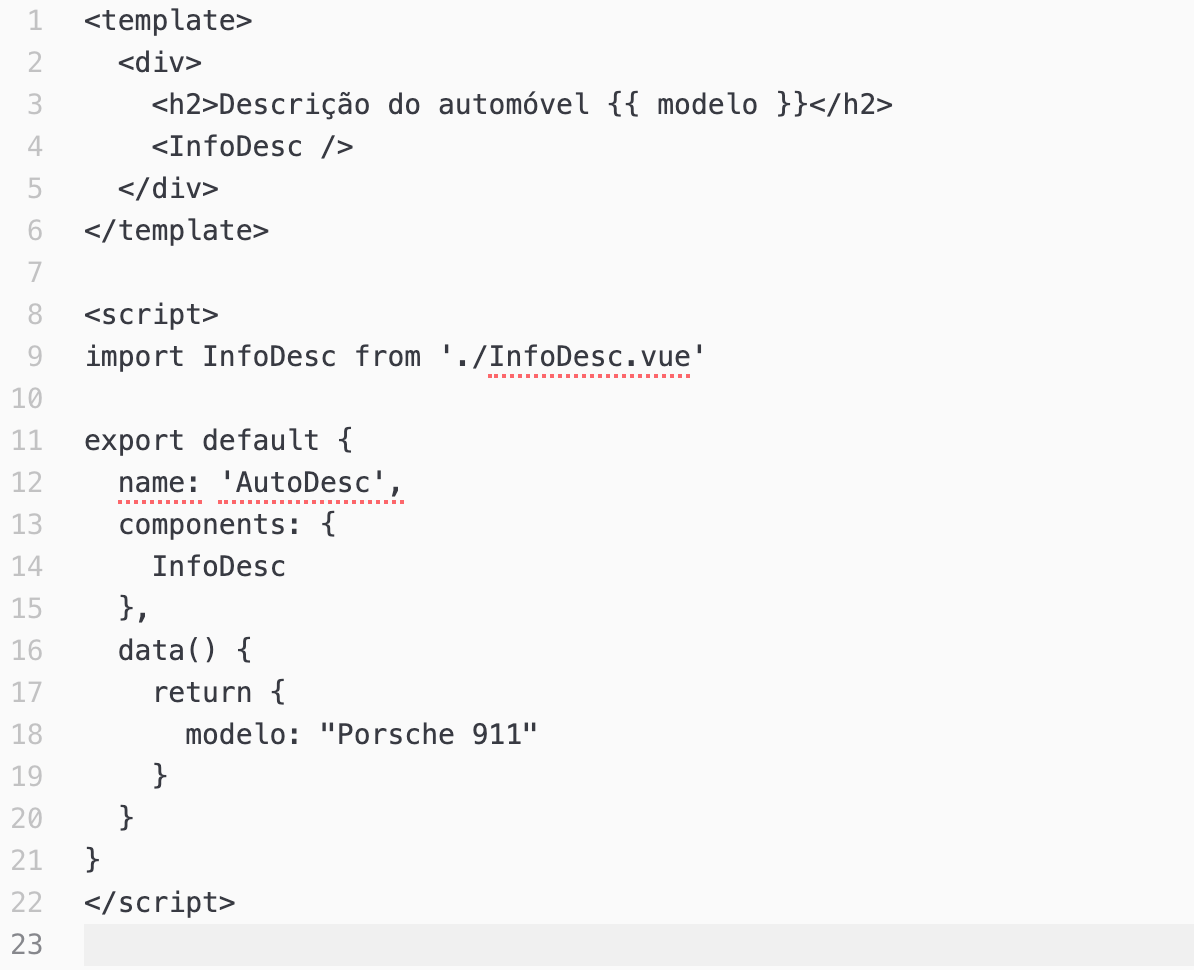 1 <template>
2   <div>
3     <h2>Descrição do automóvel {{ modelo }}</h2>
4     <InfoDesc />
5   </div>
6 </template>
7
8 <script>
9 import InfoDesc from './InfoDesc.vue'
10
11 export default {
12   name: 'AutoDesc',
13   components: {
14     InfoDesc
15   },
16   data() {
17     return {
18       modelo: "Porsche 911"
19     }
20   }
21 }
22 </script>
23